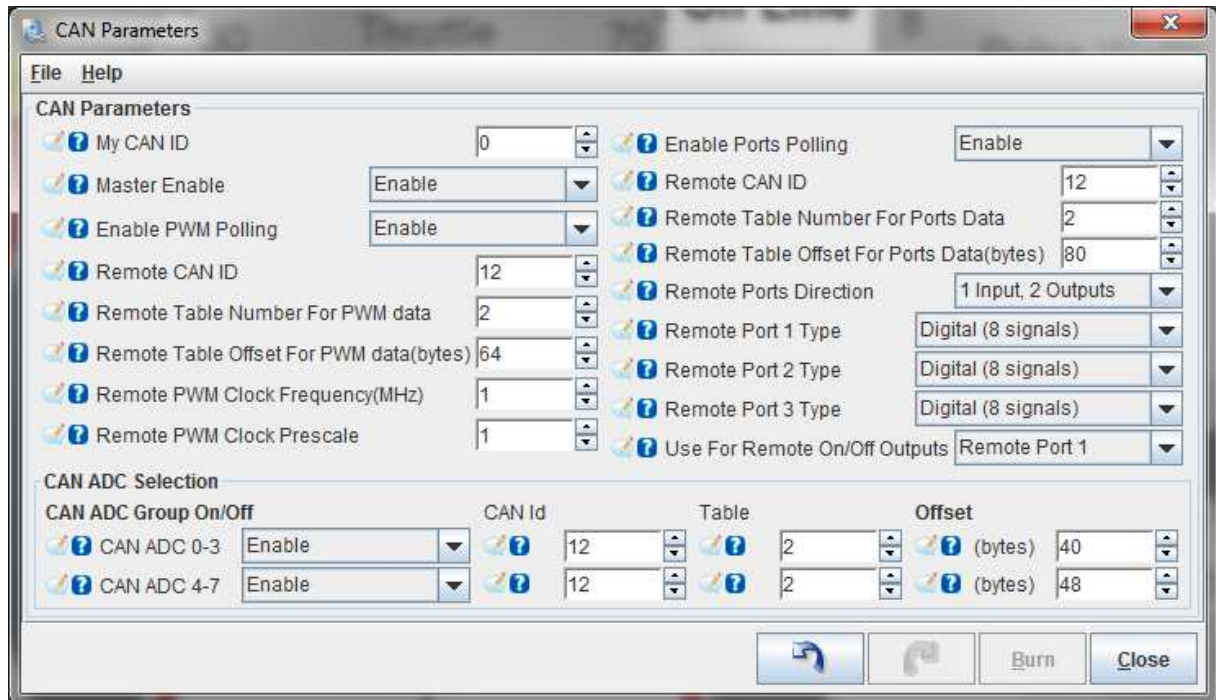 CAN Parameters
File Help
CAN Parameters
My CAN ID 0
Master Enable Enable
Enable PWM Polling Enable
Remote CAN ID 12
Remote Table Number For PWM data 2
Remote Table Offset For PWM data(bytes) 64
Remote PWM Clock Frequency(MHz) 1
Remote PWM Clock Prescale 1
Enable Ports Polling Enable
Remote CAN ID 12
Remote Table Number For Ports Data 2
Remote Table Offset For Ports Data(bytes) 80
Remote Ports Direction 1 Input, 2 Outputs
Remote Port 1 Type Digital (8 signals)
Remote Port 2 Type Digital (8 signals)
Remote Port 3 Type Digital (8 signals)
Use For Remote On/Off Outputs Remote Port 1
CAN ADC Selection
CAN ADC Group On/Off CAN Id Table Offset
CAN ADC 0-3 Enable 12 2 (bytes) 40
CAN ADC 4-7 Enable 12 2 (bytes) 48
Burn Close